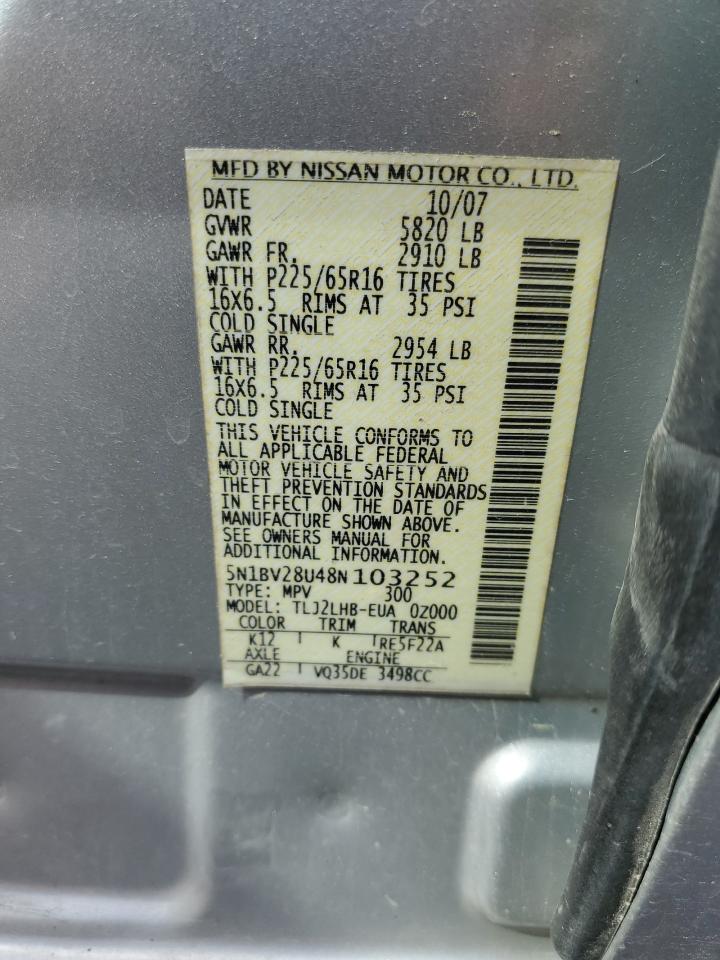 MFD BY NISSAN MOTOR CO., LTD.
DATE 10/07
GVWR 5820 LB
GAWR FR. 2910 LB
WITH P225/65R16 TIRES
16X6.5 RIMS AT 35 PSI
COLD SINGLE
GAWR RR. 2954 LB
WITH P225/65R16 TIRES
16X6.5 RIMS AT 35 PSI
COLD SINGLE
THIS VEHICLE CONFORMS TO
ALL APPLICABLE FEDERAL
MOTOR VEHICLE SAFETY AND
THEFT PREVENTION STANDARDS
IN EFFECT ON THE DATE OF
MANUFACTURE SHOWN ABOVE.
SEE OWNERS MANUAL FOR
ADDITIONAL INFORMATION.
5N1BV28U48N103252
TYPE: MPV 300
MODEL: TLJ2LHB-EUA 0Z000
COLOR TRIM TRANS
K12 K RE5F22A
AXLE ENGINE
GA22 VQ35DE 3498CC